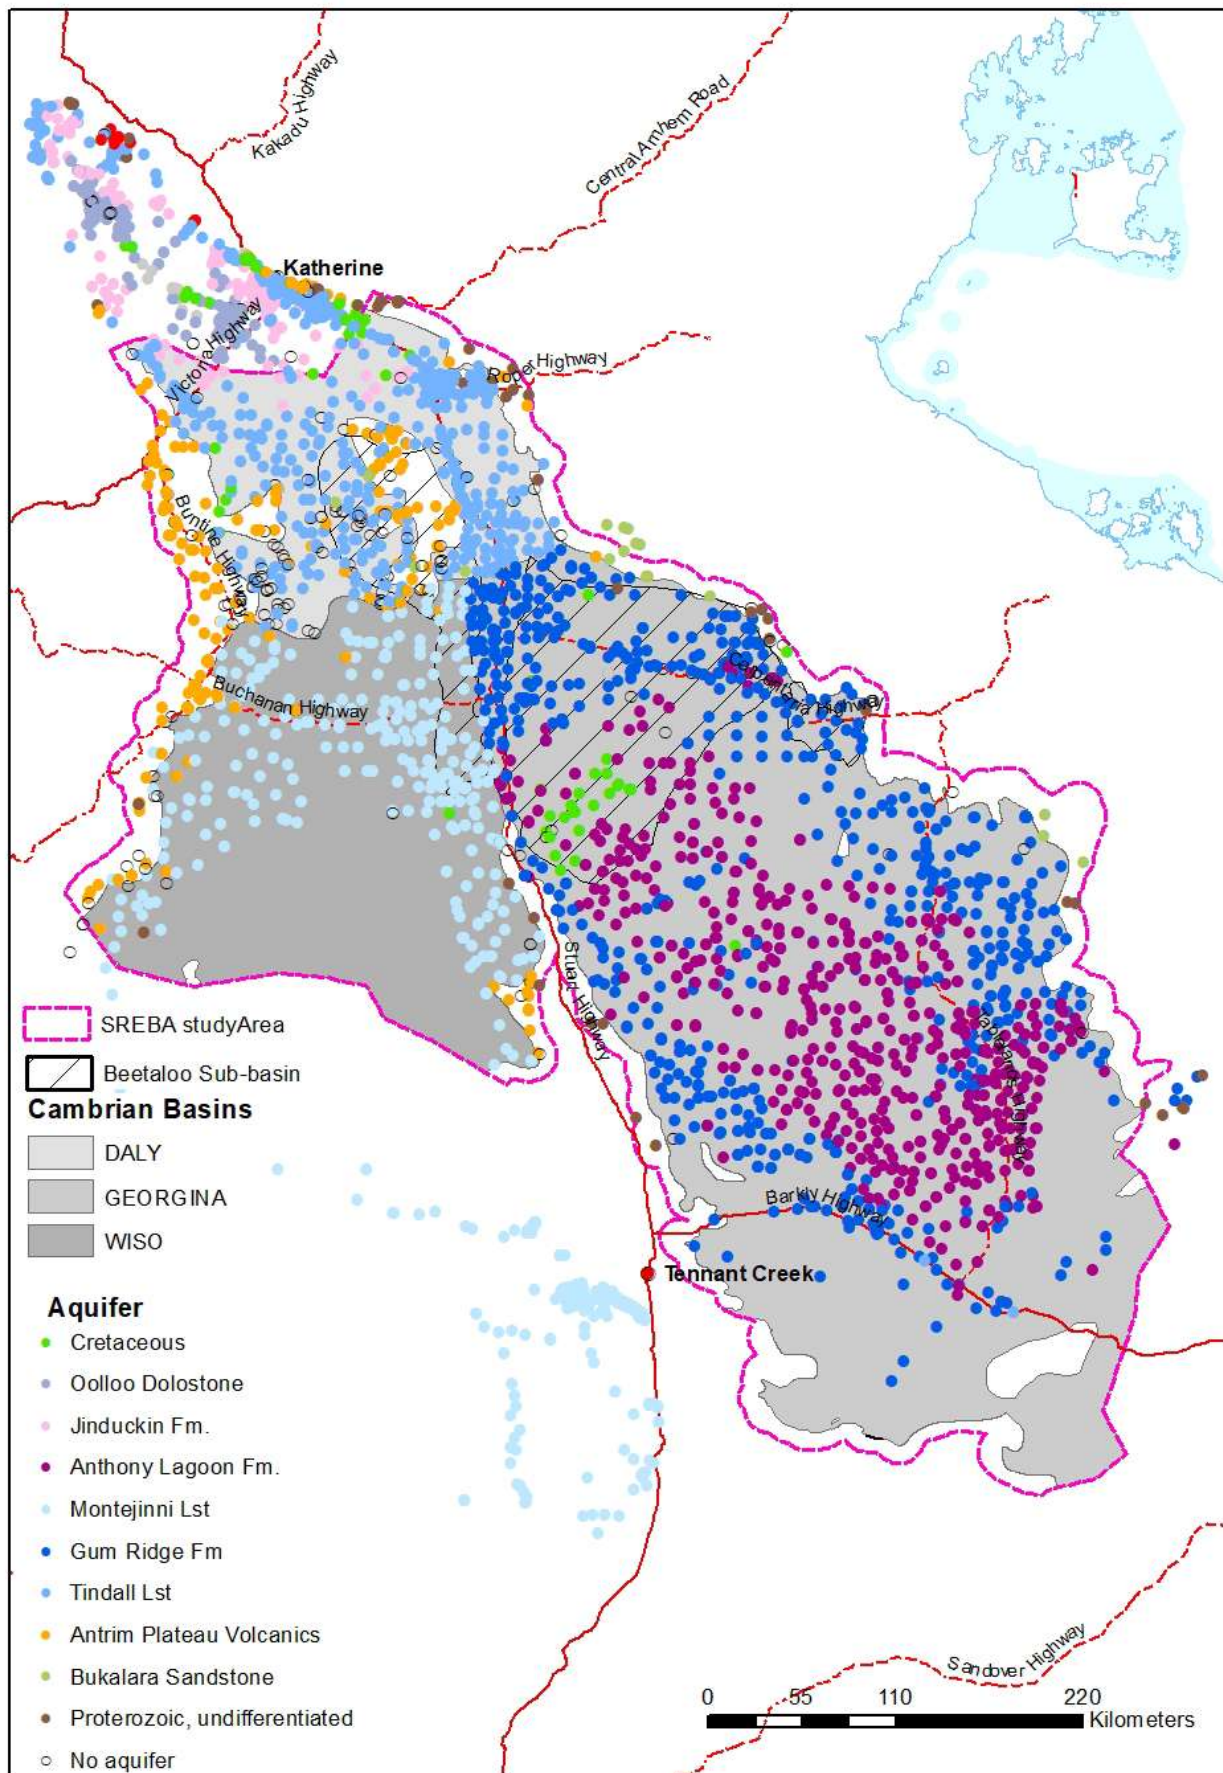 Kakadu Highway
Central Arnhem Road
Katherine
Victoria Highway
Roper Highway
Buntine Highway
Carpentaria Highway
Buchanan Highway
Stuart Highway
Tablelands Highway
Barkly Highway
Tennant Creek
Sandover Highway
SREBA studyArea
Beetaloo Sub-basin
Cambrian Basins
DALY
GEORGINA
WISO
Aquifer
Cretaceous
Oolloo Dolostone
Jinduckin Fm.
Anthony Lagoon Fm.
Montejinni Lst
Gum Ridge Fm
Tindall Lst
Antrim Plateau Volcanics
Bukalara Sandstone
Proterozoic, undifferentiated
No aquifer
0 55 110 220
Kilometers